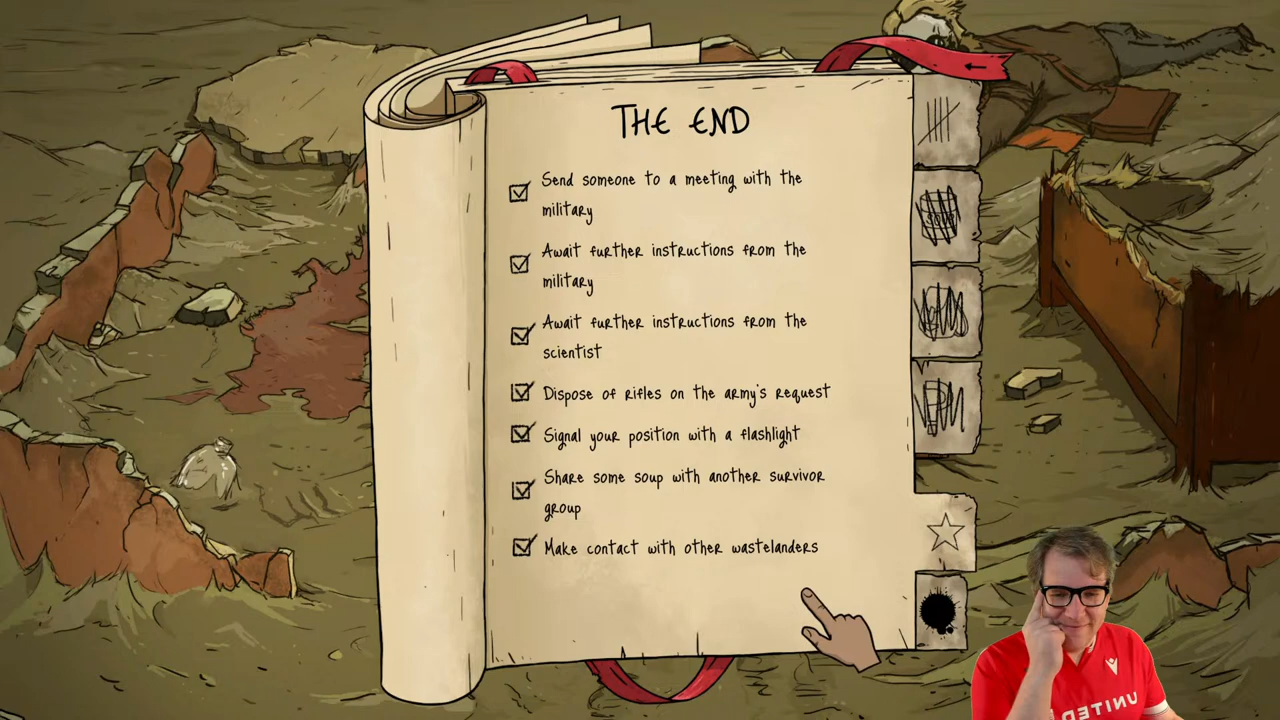 THE END
Send someone to a meeting with the
military
Await further instructions from the
military
Await further instructions from the
scientist
Dispose of rifles on the army's request
Signal your position with a flashlight
Share some soup with another survivor
group
Make contact with other wastelanders
UNITED